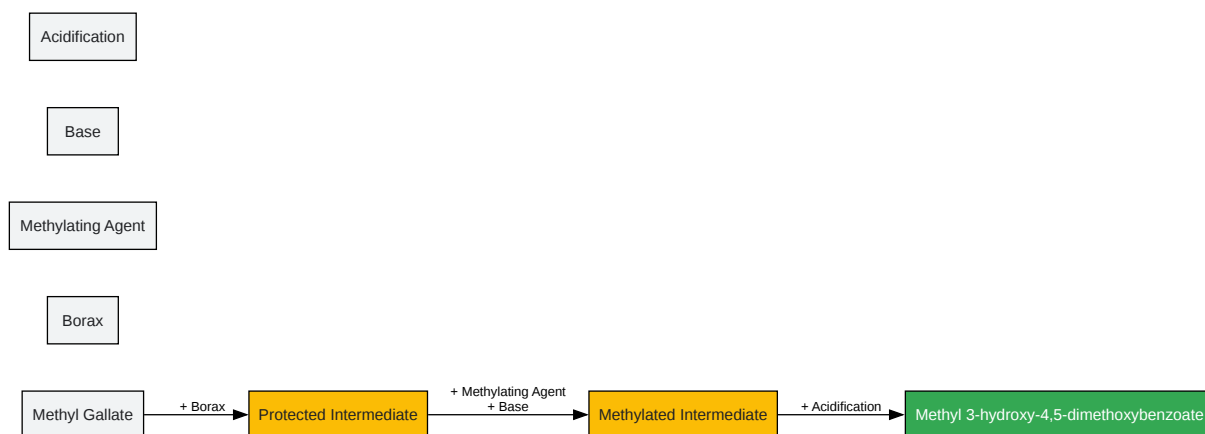 Acidification
Base
Methylating Agent
Borax
Methyl Gallate
+ Borax
Protected Intermediate
+ Methylating Agent
+ Base
Methylated Intermediate
+ Acidification
Methyl 3-hydroxy-4,5-dimethoxybenzoate